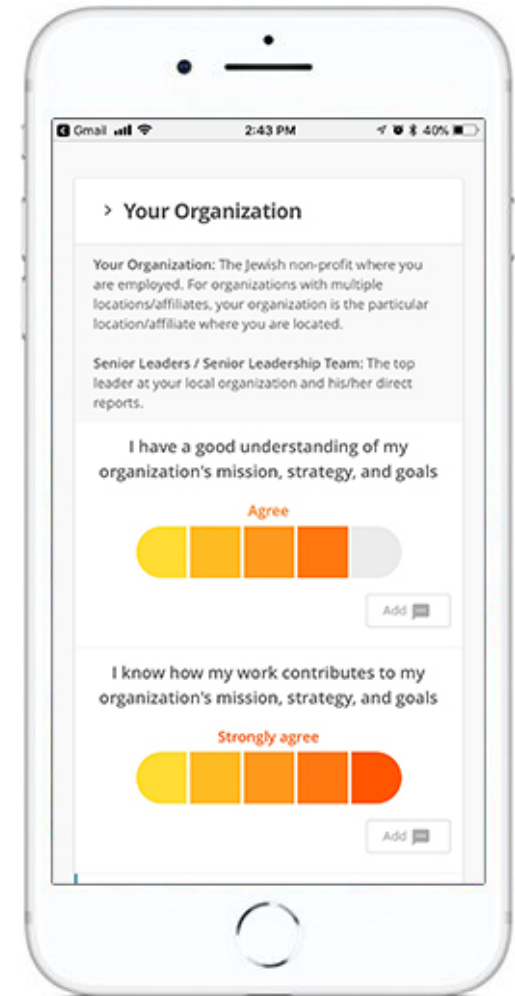 Gmail 2:43 PM 40%
> Your Organization
Your Organization: The Jewish non-profit where you
are employed. For organizations with multiple
locations/affiliates, your organization is the particular
location/affiliate where you are located.
Senior Leaders / Senior Leadership Team: The top
leader at your local organization and his/her direct
reports.
I have a good understanding of my
organization's mission, strategy, and goals
Agree
Add
I know how my work contributes to my
organization's mission, strategy, and goals
Strongly agree
Add